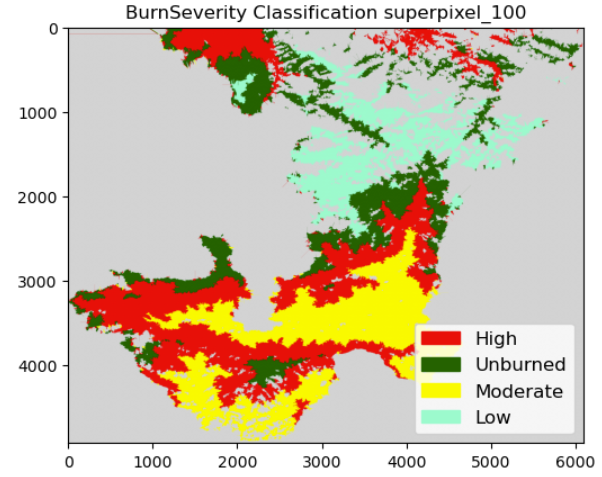 BurnSeverity Classification superpixel_100
0
1000
2000
3000
4000
High
Unburned
Moderate
Low
0 1000 2000 3000 4000 5000 6000